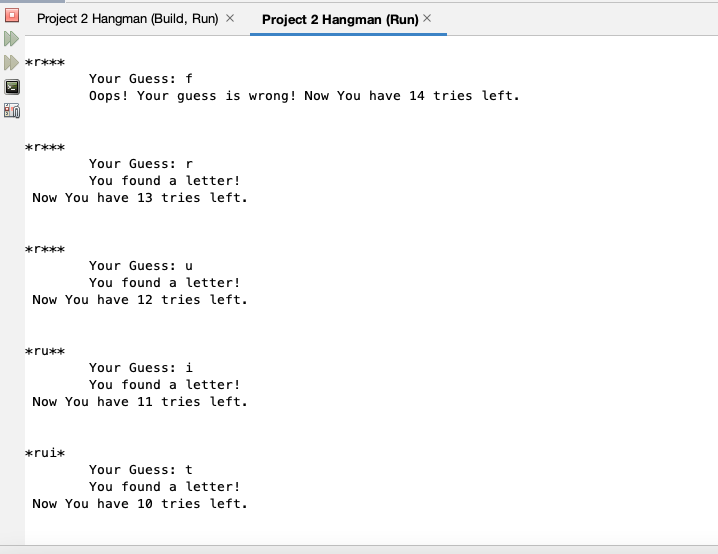 Project 2 Hangman (Build, Run) × Project 2 Hangman (Run) ×
*r***
Your Guess: f
Oops! Your guess is wrong! Now You have 14 tries left.
*r***
Your Guess: r
You found a letter!
Now You have 13 tries left.
*r***
Your Guess: u
You found a letter!
Now You have 12 tries left.
*ru**
Your Guess: i
You found a letter!
Now You have 11 tries left.
*rui*
Your Guess: t
You found a letter!
Now You have 10 tries left.